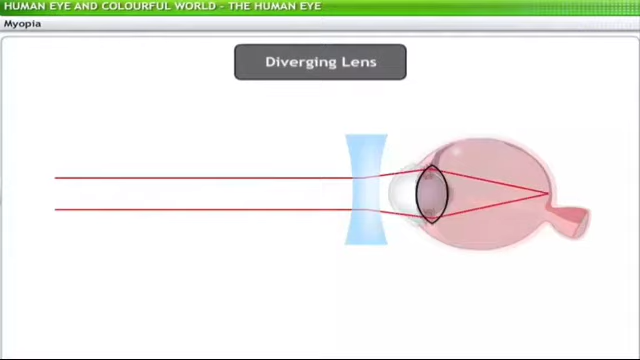 HUMAN EYE AND COLOURFUL WORLD - THE HUMAN EYE
Myopia
Diverging Lens